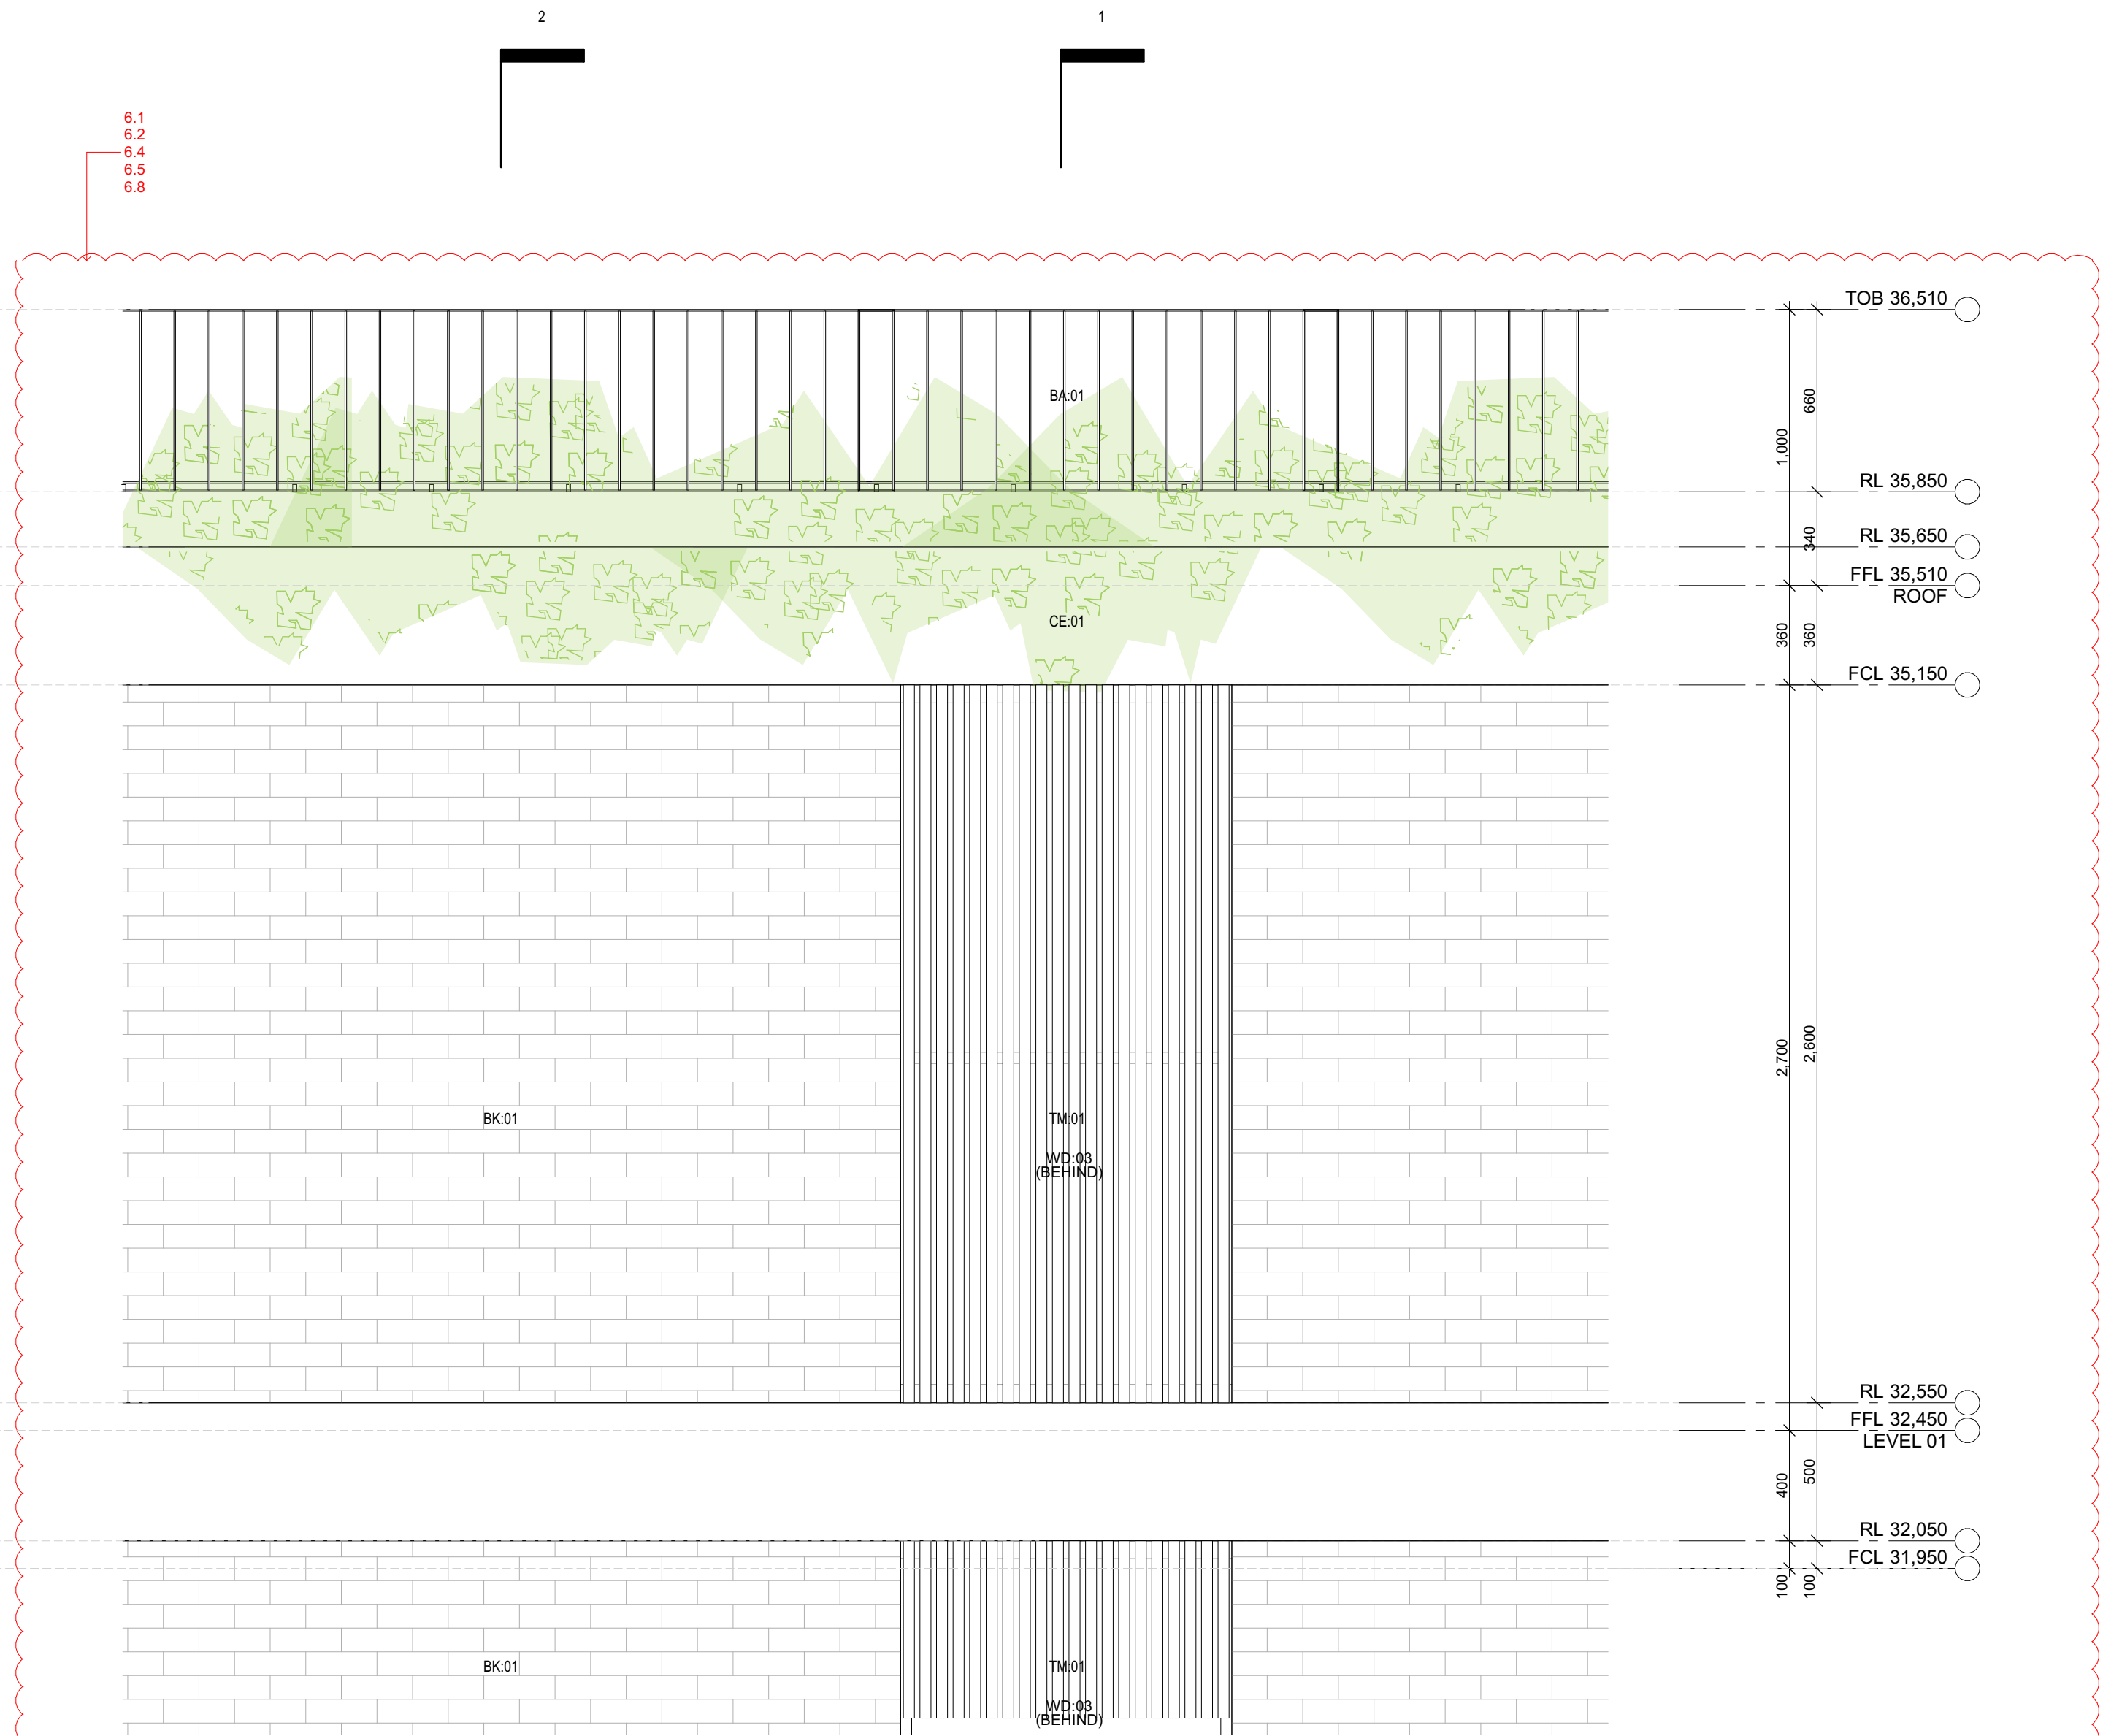 2
1
6.1
6.2
6.4
6.5
6.8
TOB 36,510
BA:01
660
1,000
RL 35,850
340
RL 35,650
FFL 35,510
ROOF
CE:01
360
360
FCL 35,150
2,700
2,600
BK:01
TM:01
WD:03
(BEHIND)
RL 32,550
FFL 32,450
LEVEL 01
400
500
RL 32,050
FCL 31,950
100
100
BK:01
TM:01
WD:03
(BEHIND)